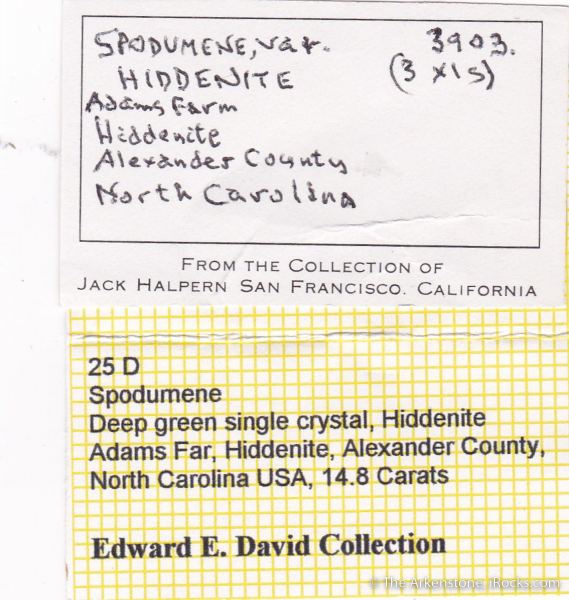 SPODUMENE, var. 3903.
HIDDENITE (3 xls)
Adams Farm
Hiddenite
Alexander County
North Carolina
FROM THE COLLECTION OF
JACK HALPERN SAN FRANCISCO. CALIFORNIA
25 D
Spodumene
Deep green single crystal, Hiddenite
Adams Far, Hiddenite, Alexander County,
North Carolina USA, 14.8 Carats
Edward E. David Collection
© The Arkenstone, iRocks.com